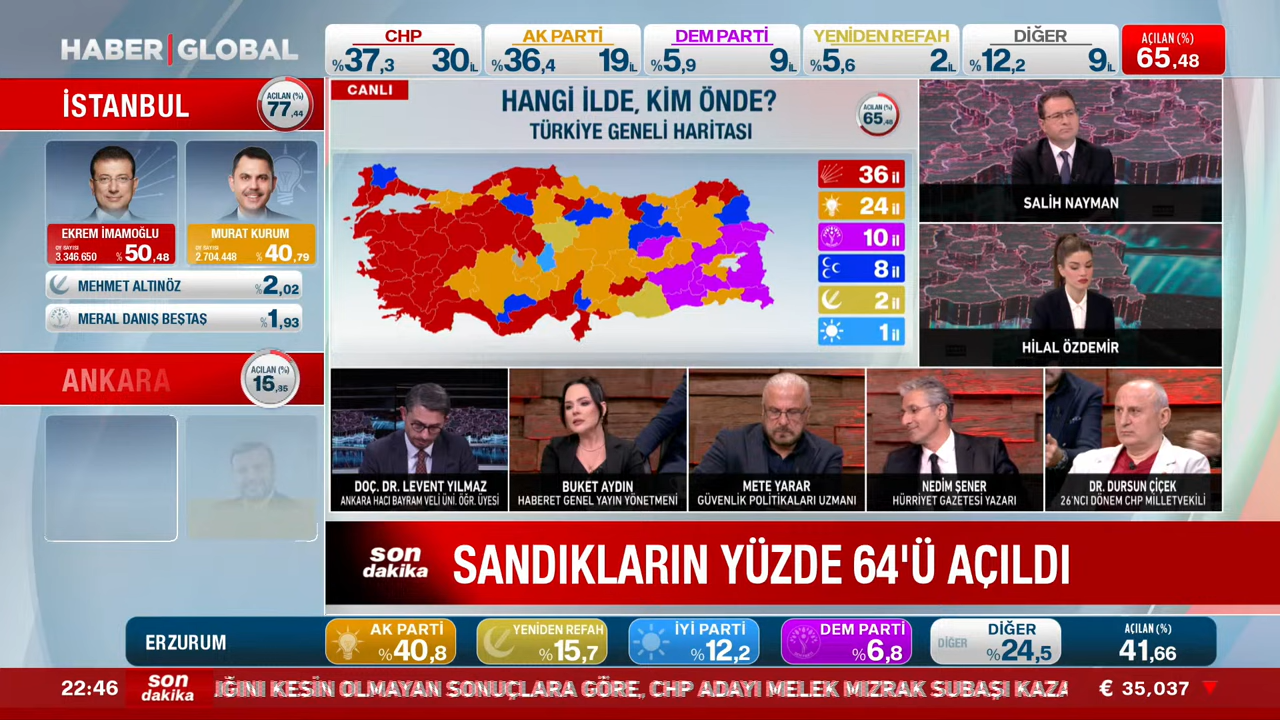 HABER GLOBAL
CHP
%37,3 30İL
AK PARTİ
%36,4 19İL
DEM PARTİ
%5,9 9İL
YENİDEN REFAH
%5,6 2İL
DİĞER
%12,2 9İL
AÇILAN (%)
65,48
İSTANBUL
AÇILAN (%)
77,44
EKREM İMAMOĞLU
OY SAYISI
3.346.650 %50,48
MURAT KURUM
OY SAYISI
2.704.448 %40,79
MEHMET ALTINÖZ %2,02
MERAL DANIŞ BEŞTAŞ %1,93
ANKARA
AÇILAN (%)
15,85
CANLI
HANGİ İLDE, KİM ÖNDE?
TÜRKİYE GENELİ HARİTASI
AÇILAN (%)
65,48
36 il
24 il
10 il
8 il
2 il
1 il
SALİH NAYMAN
HİLAL ÖZDEMİR
DOÇ. DR. LEVENT YILMAZ
ANKARA HACI BAYRAM VELİ ÜNİ. ÖĞR. ÜYESİ
BUKET AYDIN
HABERET GENEL YAYIN YÖNETMENİ
METE YARAR
GÜVENLİK POLİTİKALARI UZMANI
NEDİM ŞENER
HÜRRİYET GAZETESİ YAZARI
DR. DURSUN ÇİÇEK
26'NCI DÖNEM CHP MİLLETVEKİLİ
son dakika
SANDIKLARIN YÜZDE 64'Ü AÇILDI
ERZURUM
AK PARTİ
%40,8
YENİDEN REFAH
%15,7
İYİ PARTİ
%12,2
DEM PARTİ
%6,8
DİĞER
DİĞER
%24,5
AÇILAN (%)
41,66
22:46
son dakika
IĞINI KESİN OLMAYAN SONUÇLARA GÖRE, CHP ADAYI MELEK MIZRAK SUBAŞI KAZA
€ 35,037